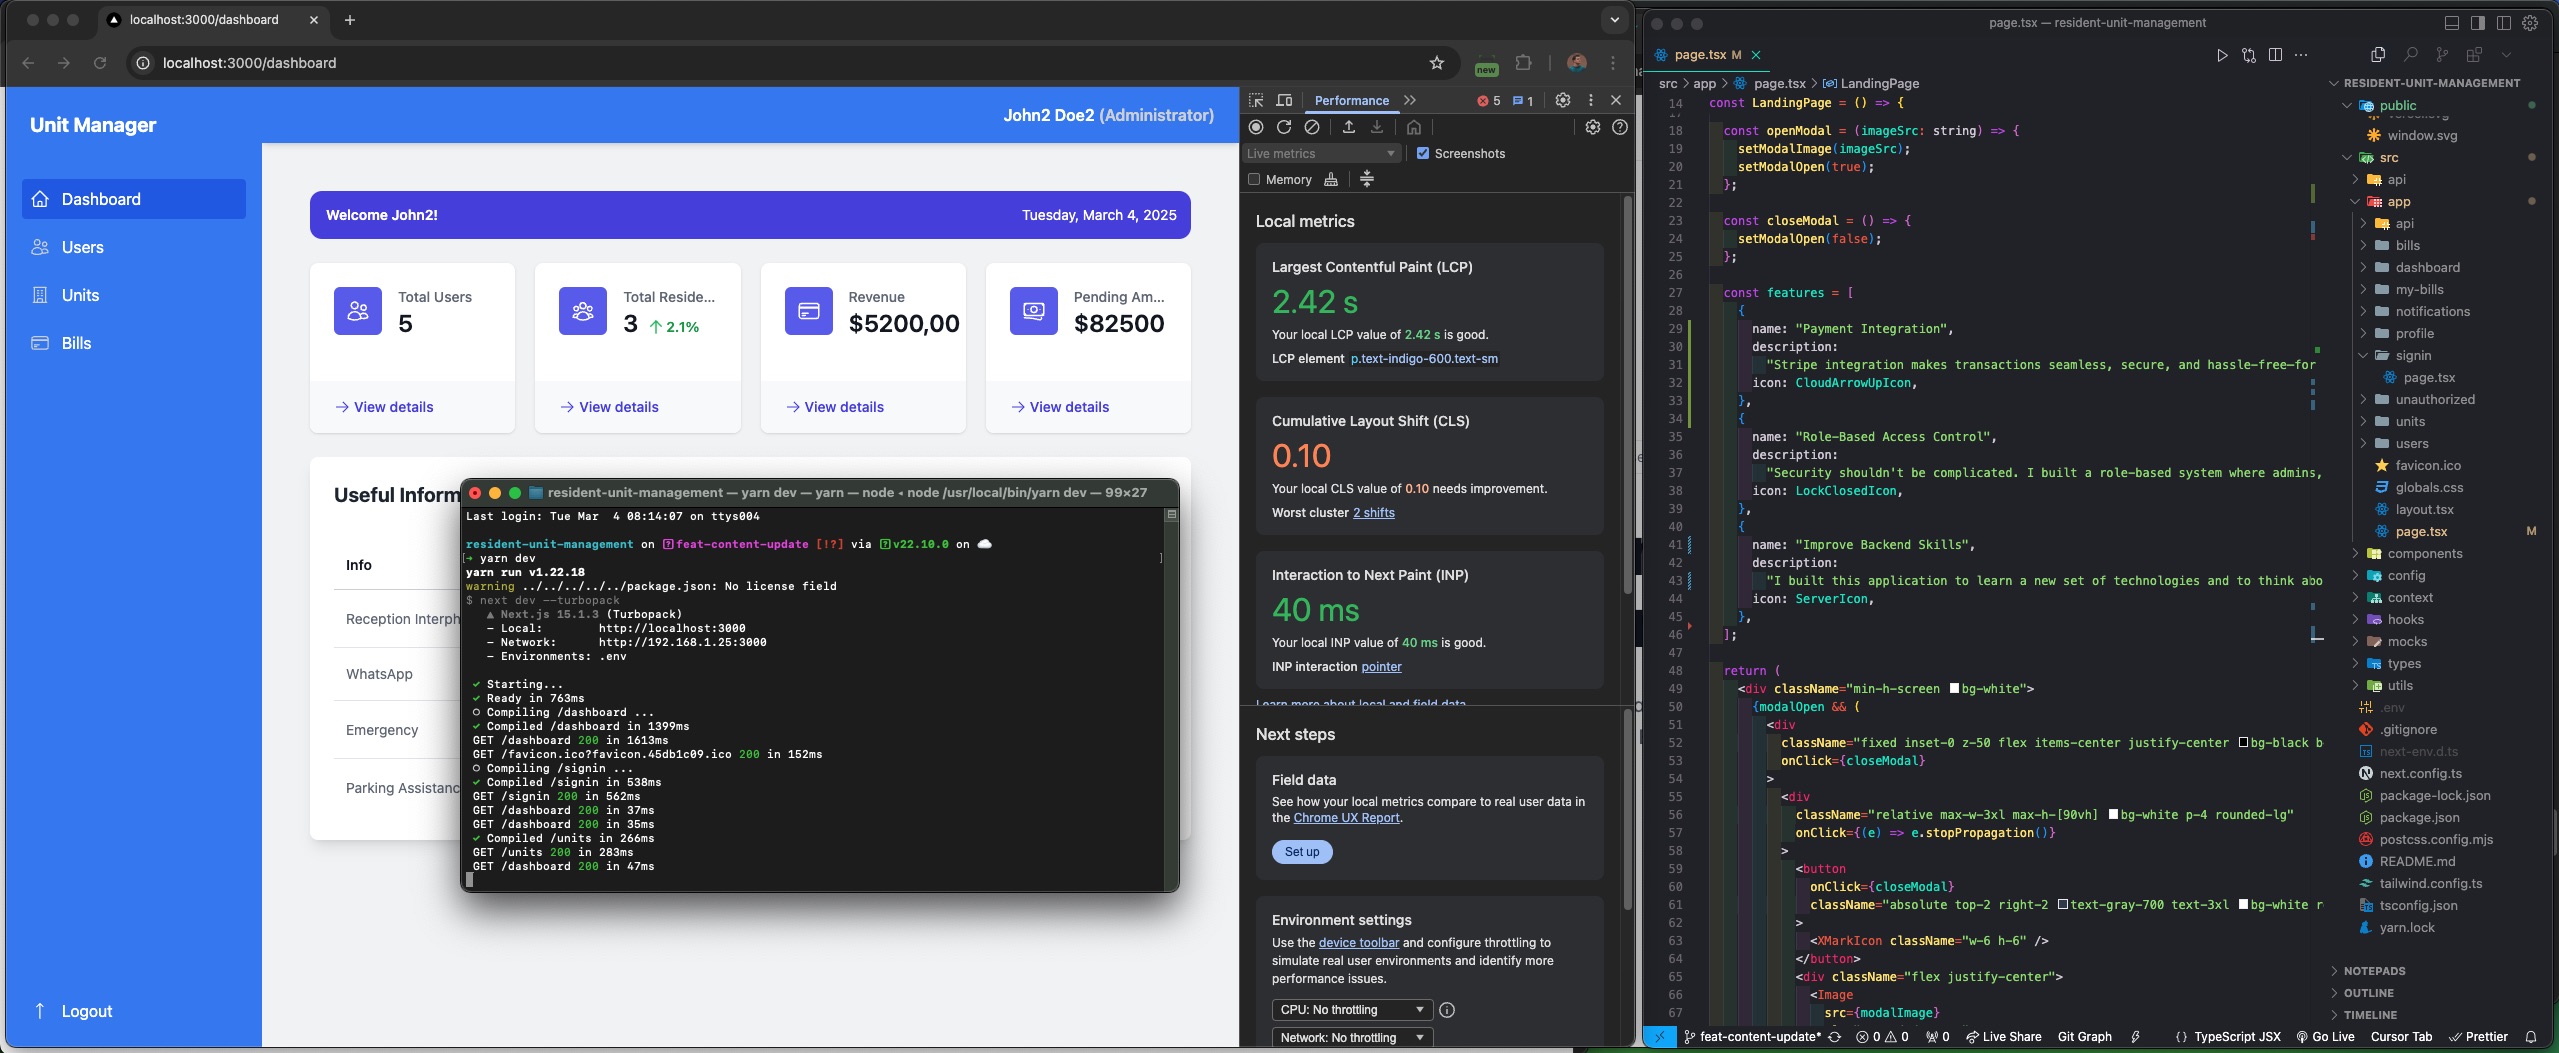 localhost:3000/dashboard
localhost:3000/dashboard
new
Unit Manager
John2 Doe2 (Administrator)
Dashboard
Users
Units
Bills
Logout
Welcome John2!
Tuesday, March 4, 2025
Total Users
5
View details
Total Reside...
3 2.1%
View details
Revenue
$5200,00
View details
Pending Am...
$82500
View details
Useful Inform
Info
Reception Interph
WhatsApp
Emergency
Parking Assistanc
resident-unit-management — yarn dev — yarn — node ◂ node /usr/local/bin/yarn dev — 99×27
Last login: Tue Mar  4 08:14:07 on ttys004
resident-unit-management on feat-content-update [!?] via v22.10.0 on
➜ yarn dev
yarn run v1.22.18
warning ../../../../../package.json: No license field
$ next dev --turbopack
▲ Next.js 15.1.3 (Turbopack)
- Local:        http://localhost:3000
- Network:      http://192.168.1.25:3000
- Environments: .env
✓ Starting...
✓ Ready in 763ms
○ Compiling /dashboard ...
✓ Compiled /dashboard in 1399ms
GET /dashboard 200 in 1613ms
GET /favicon.ico?favicon.45db1c09.ico 200 in 152ms
○ Compiling /signin ...
✓ Compiled /signin in 538ms
GET /signin 200 in 562ms
GET /dashboard 200 in 37ms
GET /dashboard 200 in 35ms
✓ Compiled /units in 266ms
GET /units 200 in 283ms
GET /dashboard 200 in 47ms
Performance
5
1
Live metrics
Screenshots
Memory
Local metrics
Largest Contentful Paint (LCP)
2.42 s
Your local LCP value of 2.42 s is good.
LCP element p.text-indigo-600.text-sm
Cumulative Layout Shift (CLS)
0.10
Your local CLS value of 0.10 needs improvement.
Worst cluster 2 shifts
Interaction to Next Paint (INP)
40 ms
Your local INP value of 40 ms is good.
INP interaction pointer
Learn more about local and field data
Next steps
Field data
See how your local metrics compare to real user data in
the Chrome UX Report.
Set up
Environment settings
Use the device toolbar and configure throttling to
simulate real user environments and identify more
performance issues.
CPU: No throttling
Network: No throttling
page.tsx — resident-unit-management
page.tsx M
src > app > page.tsx > LandingPage
14 const LandingPage = () => {
18 const openModal = (imageSrc: string) => {
19 setModalImage(imageSrc);
20 setModalOpen(true);
21 };
22
23 const closeModal = () => {
24 setModalOpen(false);
25 };
26
27 const features = [
28 {
29 name: "Payment Integration",
30 description:
31 "Stripe integration makes transactions seamless, secure, and hassle-free—for
32 icon: CloudArrowUpIcon,
33 },
34 {
35 name: "Role-Based Access Control",
36 description:
37 "Security shouldn't be complicated. I built a role-based system where admins,
38 icon: LockClosedIcon,
39 },
40 {
41 name: "Improve Backend Skills",
42 description:
43 "I built this application to learn a new set of technologies and to think abo
44 icon: ServerIcon,
45 },
46 ];
47
48 return (
49 <div className="min-h-screen bg-white">
50 {modalOpen && (
51 <div
52 className="fixed inset-0 z-50 flex items-center justify-center bg-black b
53 onClick={closeModal}
54 >
55 <div
56 className="relative max-w-3xl max-h-[90vh] bg-white p-4 rounded-lg"
57 onClick={(e) => e.stopPropagation()}
58 >
59 <button
60 onClick={closeModal}
61 className="absolute top-2 right-2 text-gray-700 text-3xl bg-white r
62 >
63 <XMarkIcon className="w-6 h-6" />
64 </button>
65 <div className="flex justify-center">
66 <Image
67 src={modalImage}
RESIDENT-UNIT-MANAGEMENT
public
window.svg
src
api
app
api
bills
dashboard
my-bills
notifications
profile
signin
page.tsx
unauthorized
units
users
favicon.ico
globals.css
layout.tsx
page.tsx M
components
config
context
hooks
mocks
types
utils
.env
.gitignore
next-env.d.ts
next.config.ts
package-lock.json
package.json
postcss.config.mjs
README.md
tailwind.config.ts
tsconfig.json
yarn.lock
NOTEPADS
OUTLINE
TIMELINE
feat-content-update* 0 0 0 Live Share Git Graph {} TypeScript JSX Go Live Cursor Tab Prettier